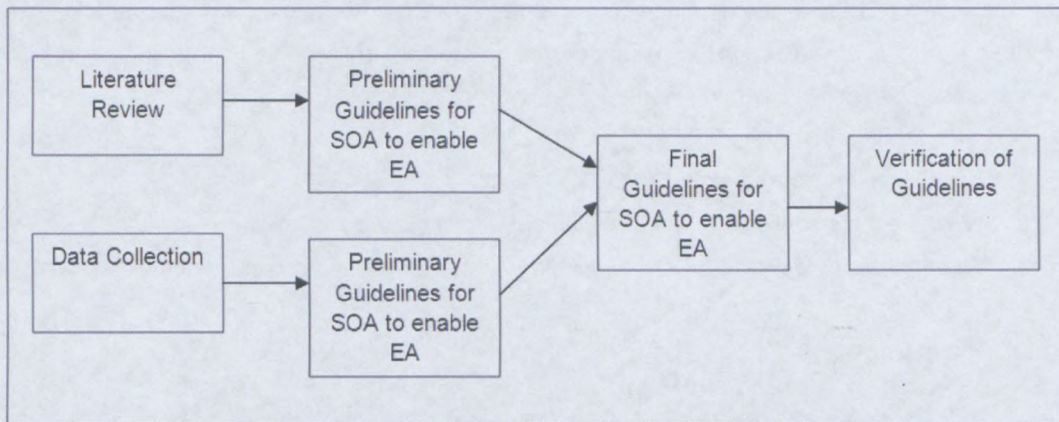 Literature
Review
Preliminary
Guidelines for
SOA to enable
EA
Final
Guidelines for
SOA to enable
EA
Verification of
Guidelines
Data Collection
Preliminary
Guidelines for
SOA to enable
EA